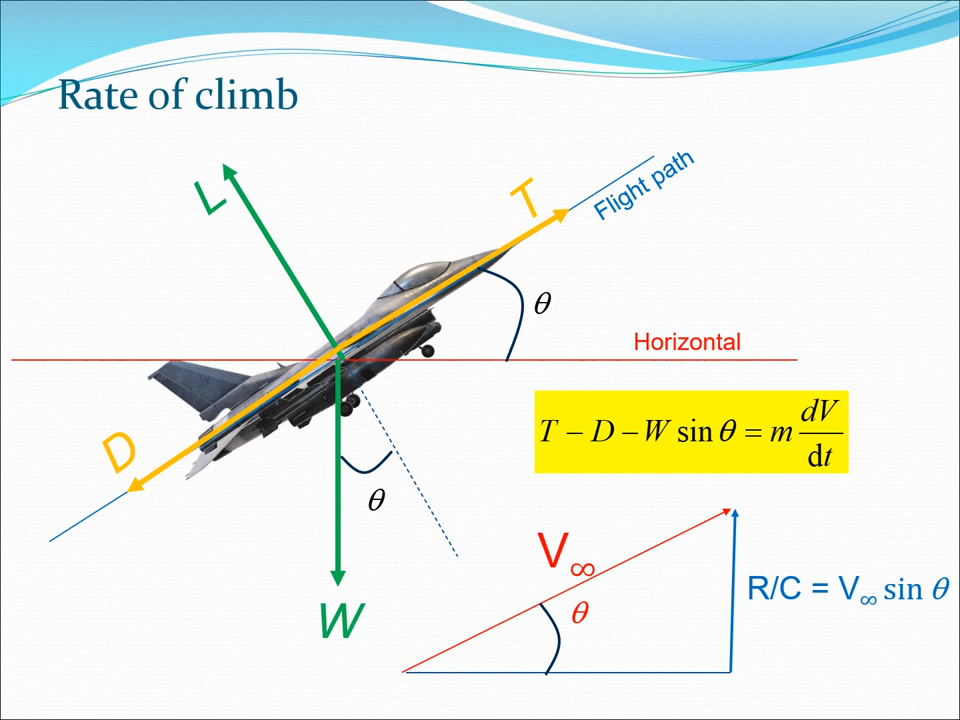 Rate of climb
L
T
Flight path
θ
Horizontal
T − D − W sin θ = m dV/dt
D
θ
V∞
R/C = V∞ sin θ
θ
W